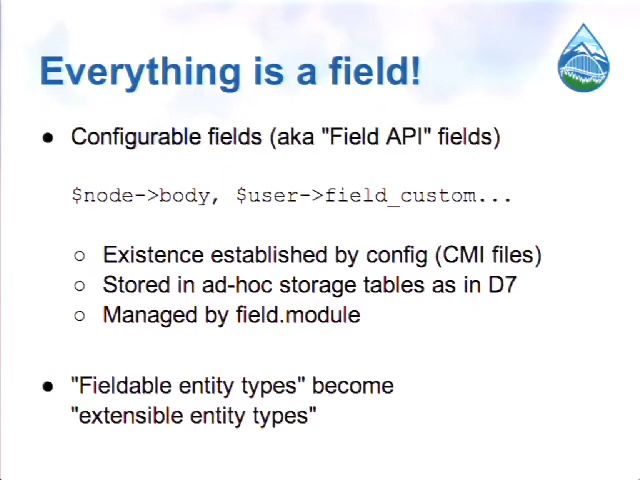 Everything is a field!
● Configurable fields (aka "Field API" fields)
$node->body, $user->field_custom...
○ Existence established by config (CMI files)
○ Stored in ad-hoc storage tables as in D7
○ Managed by field.module
● "Fieldable entity types" become
"extensible entity types"